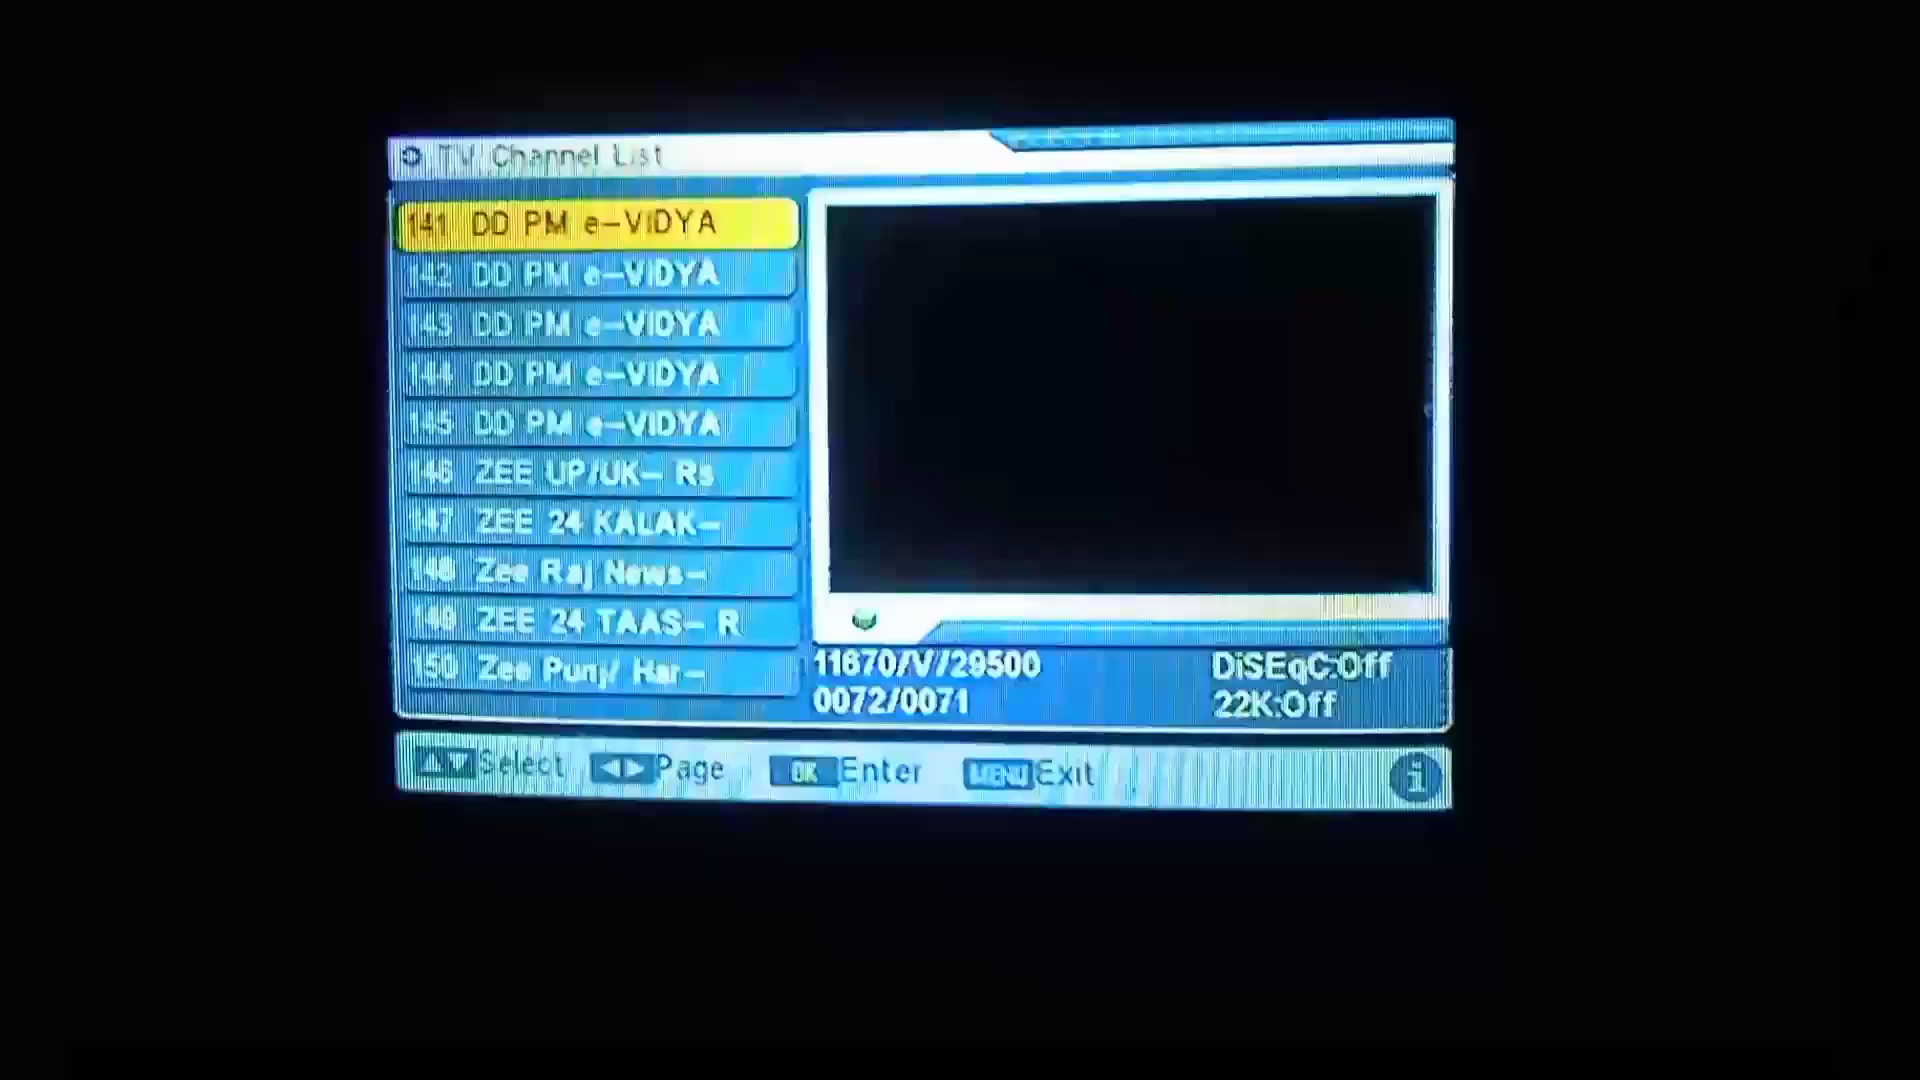 TV Channel List
141 DD PM e-VIDYA
142 DD PM e-VIDYA
143 DD PM e-VIDYA
144 DD PM e-VIDYA
145 DD PM e-VIDYA
146 ZEE UP/UK- Rs
147 ZEE 24 KALAK-
148 Zee Raj News-
149 ZEE 24 TAAS- R
150 Zee Punj/ Har-
11670/V/29500 DiSEqC:Off
0072/0071 22K:Off
Select Page OK Enter MENU Exit i